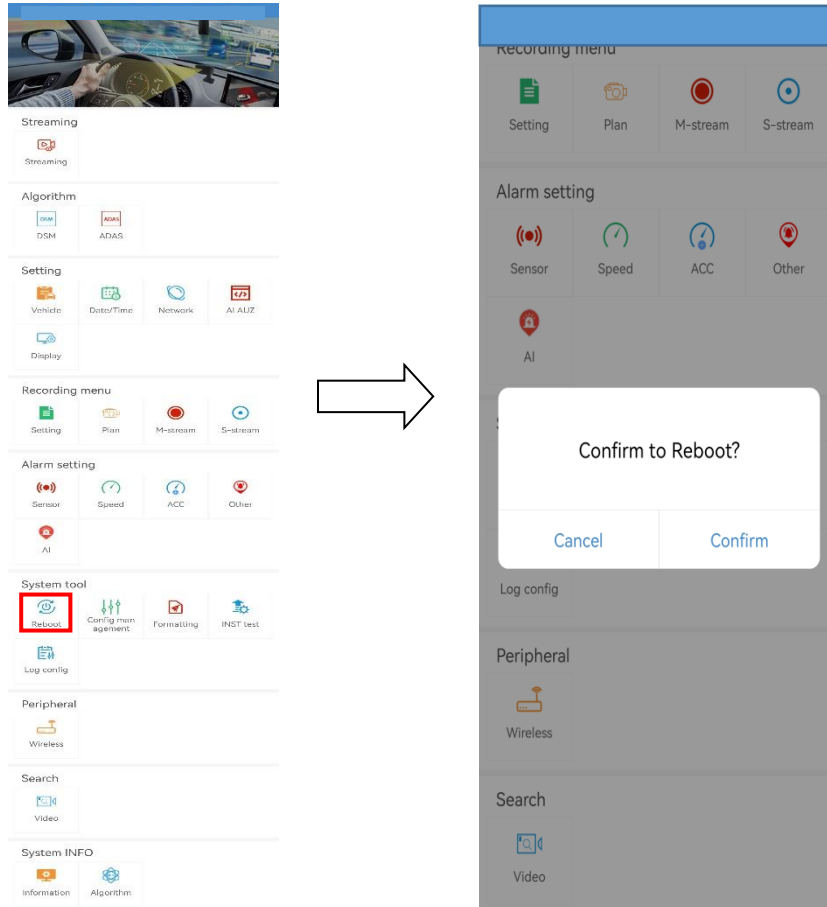 Streaming
Streaming
Algorithm
DSM ADAS
DSM ADAS
Setting
Vehicle Date/Time Network AI AUZ
Display
Recording menu
Setting Plan M-stream S-stream
Alarm setting
Sensor Speed ACC Other
AI
System tool
Reboot Config man Formatting INST test
agement
Log config
Peripheral
Wireless
Search
Video
System INFO
Information Algorithm
Recording menu
Setting Plan M-stream S-stream
Alarm setting
Sensor Speed ACC Other
AI
Confirm to Reboot?
Cancel Confirm
Log config
Peripheral
Wireless
Search
Video